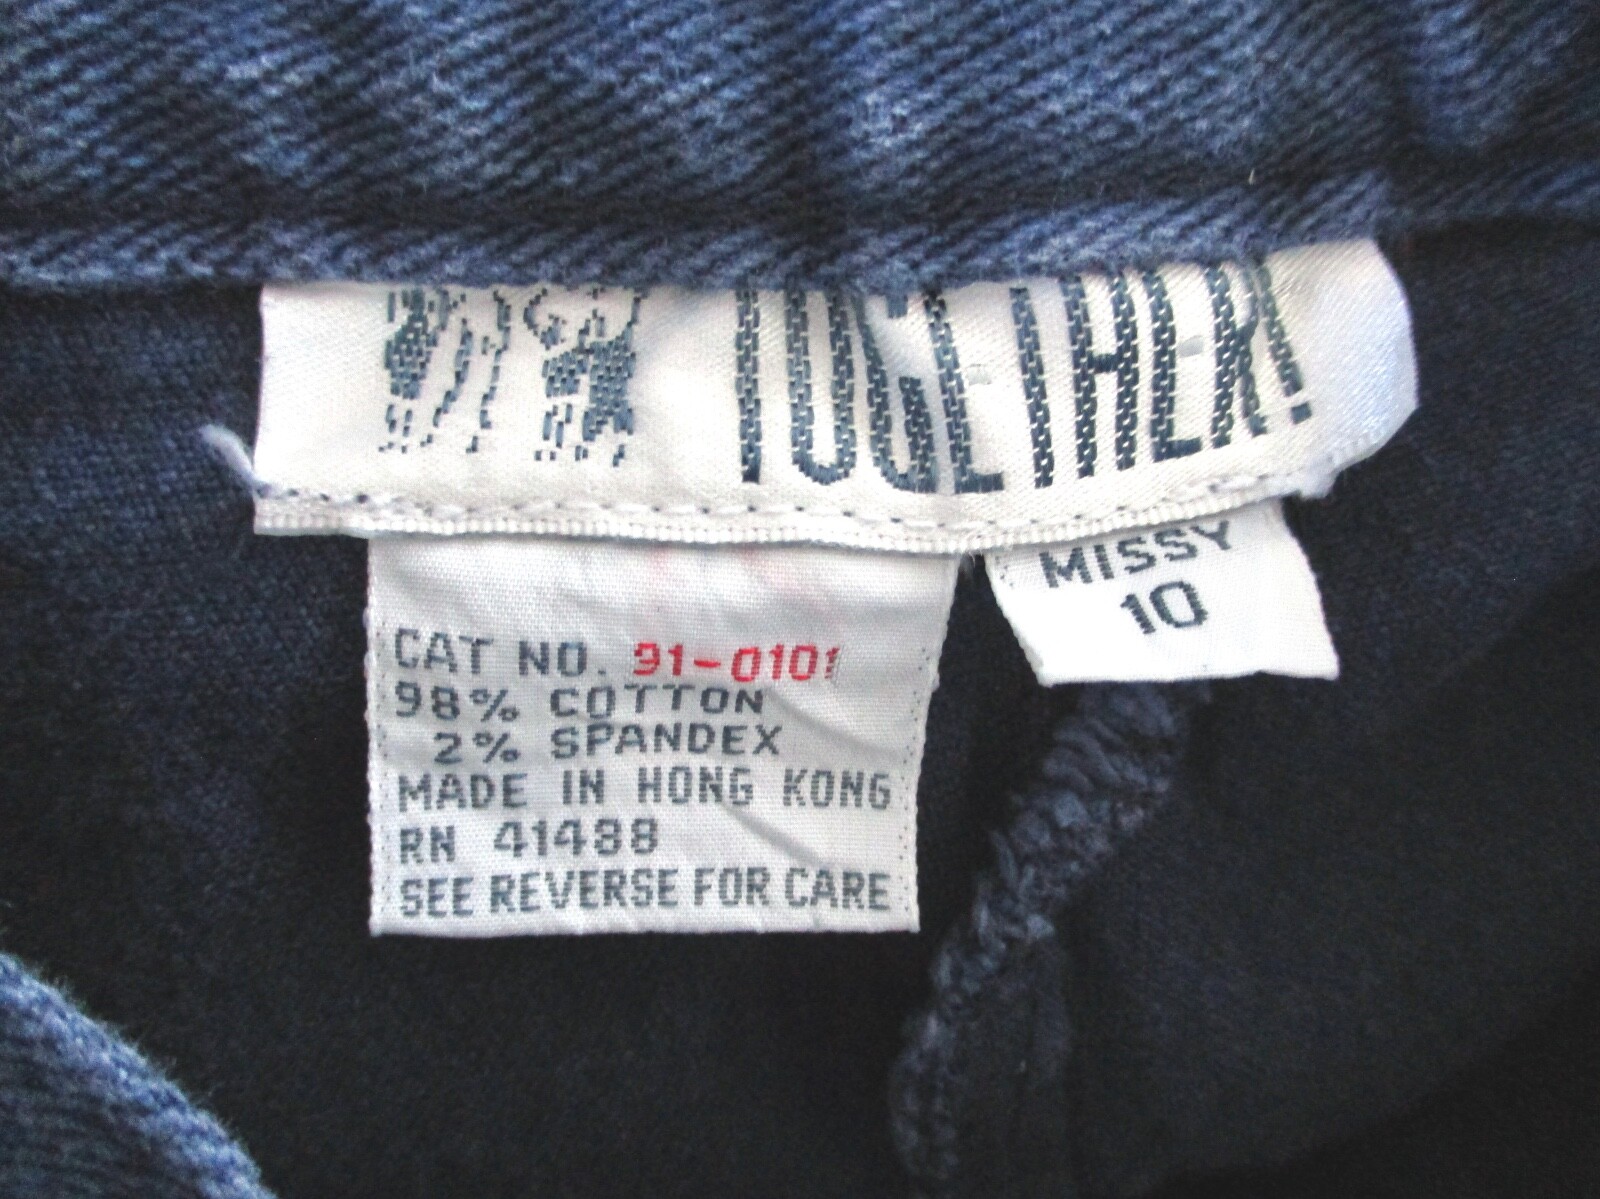 TOGETHER!
MISSY
10
CAT NO. 91-0101
98% COTTON
2% SPANDEX
MADE IN HONG KONG
RN 41488
SEE REVERSE FOR CARE